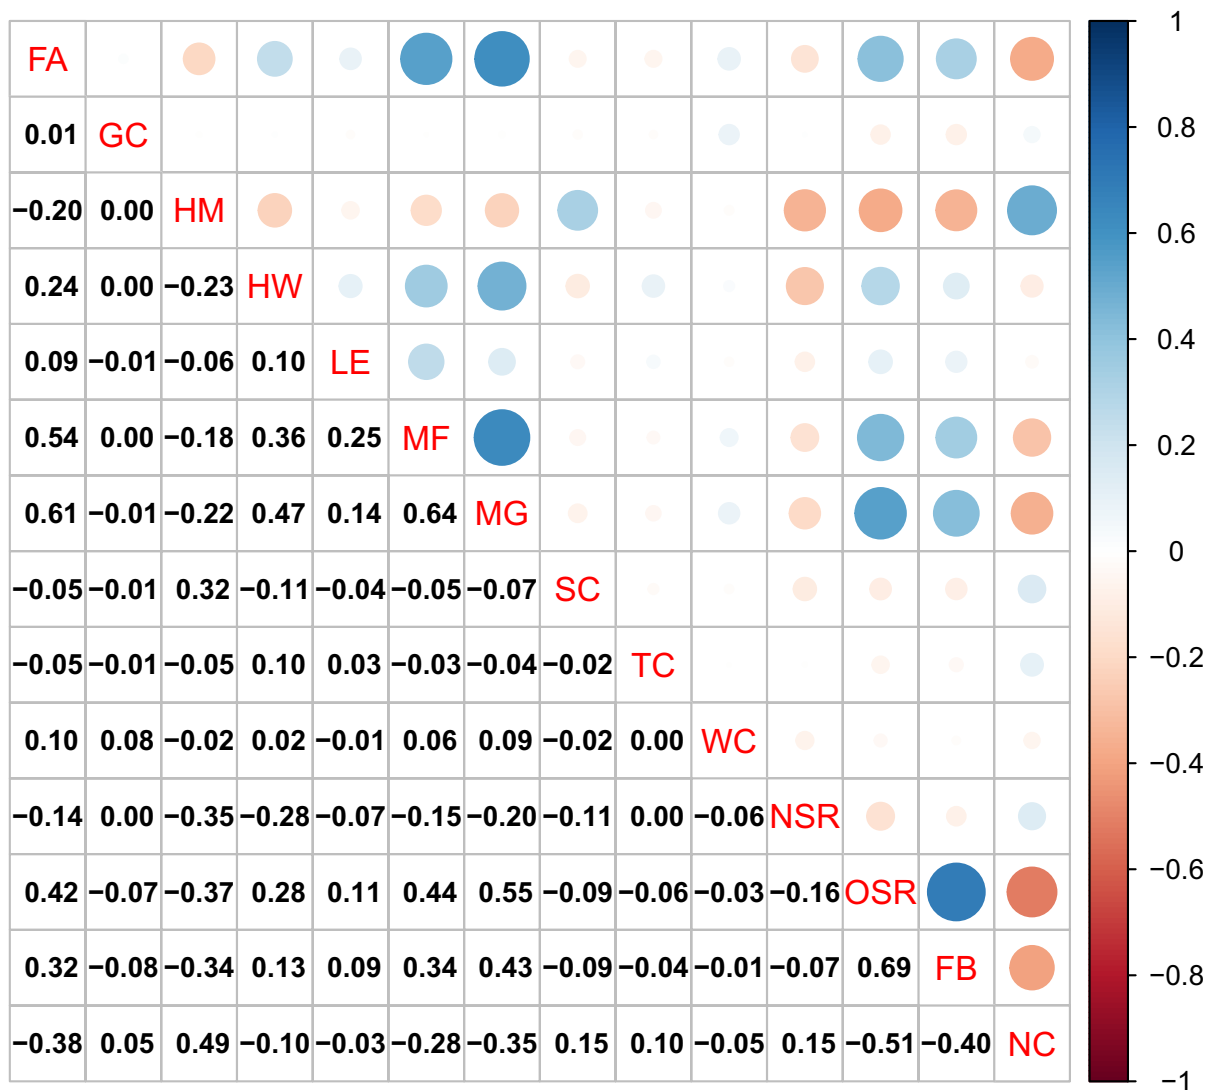 FA
0.01 GC
−0.20 0.00 HM
0.24 0.00 −0.23 HW
0.09 −0.01 −0.06 0.10 LE
0.54 0.00 −0.18 0.36 0.25 MF
0.61 −0.01 −0.22 0.47 0.14 0.64 MG
−0.05 −0.01 0.32 −0.11 −0.04 −0.05 −0.07 SC
−0.05 −0.01 −0.05 0.10 0.03 −0.03 −0.04 −0.02 TC
0.10 0.08 −0.02 0.02 −0.01 0.06 0.09 −0.02 0.00 WC
−0.14 0.00 −0.35 −0.28 −0.07 −0.15 −0.20 −0.11 0.00 −0.06 NSR
0.42 −0.07 −0.37 0.28 0.11 0.44 0.55 −0.09 −0.06 −0.03 −0.16 OSR
0.32 −0.08 −0.34 0.13 0.09 0.34 0.43 −0.09 −0.04 −0.01 −0.07 0.69 FB
−0.38 0.05 0.49 −0.10 −0.03 −0.28 −0.35 0.15 0.10 −0.05 0.15 −0.51 −0.40 NC
1
0.8
0.6
0.4
0.2
0
−0.2
−0.4
−0.6
−0.8
−1